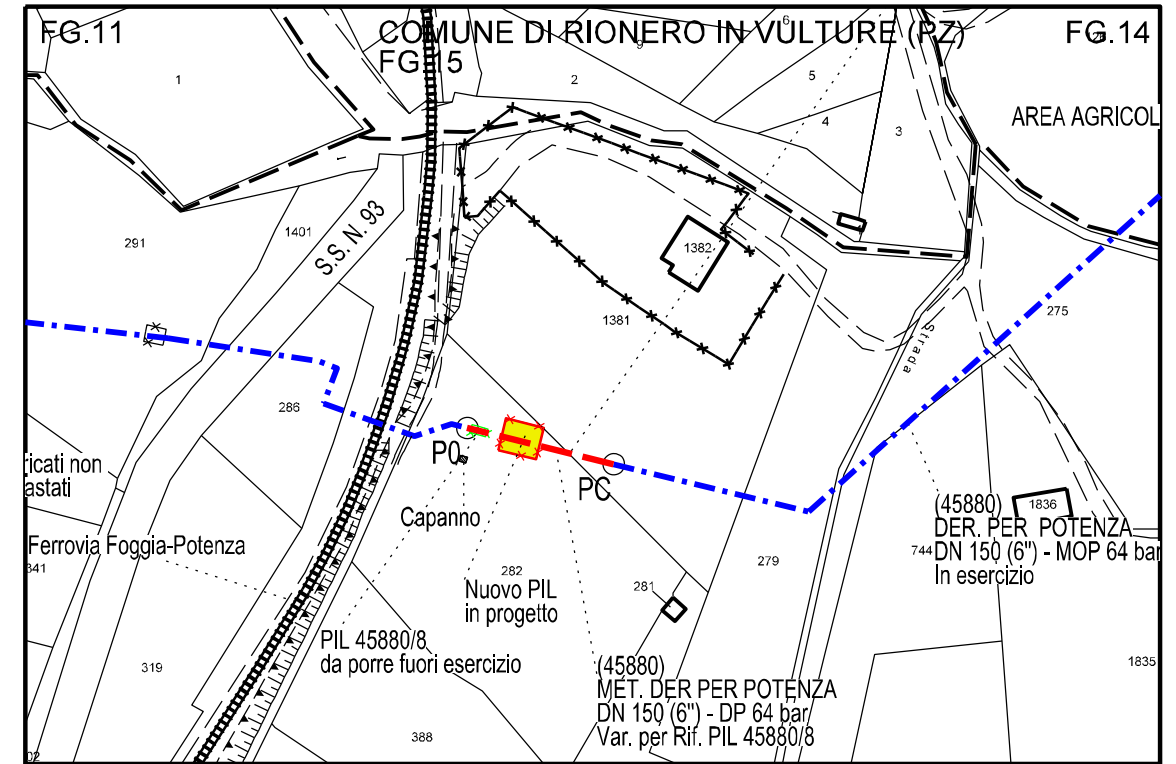 FG.11
COMUNE DI RIONERO IN VULTURE (PZ)
FG.14
FG.15
1
9
6
2
5
4
3
AREA AGRICOL
291
1401
S.S. N. 93
1382
1381
275
Strada
286
P0
PC
ricati non
astati
Capanno
(45880)
DER. PER POTENZA
DN 150 (6") - MOP 64 bar
In esercizio
1836
744
Ferrovia Foggia-Potenza
341
282
281
279
Nuovo PIL
in progetto
PIL 45880/8
da porre fuori esercizio
319
1835
(45880)
MET. DER PER POTENZA
DN 150 (6") - DP 64 bar
Var. per Rif. PIL 45880/8
388
02